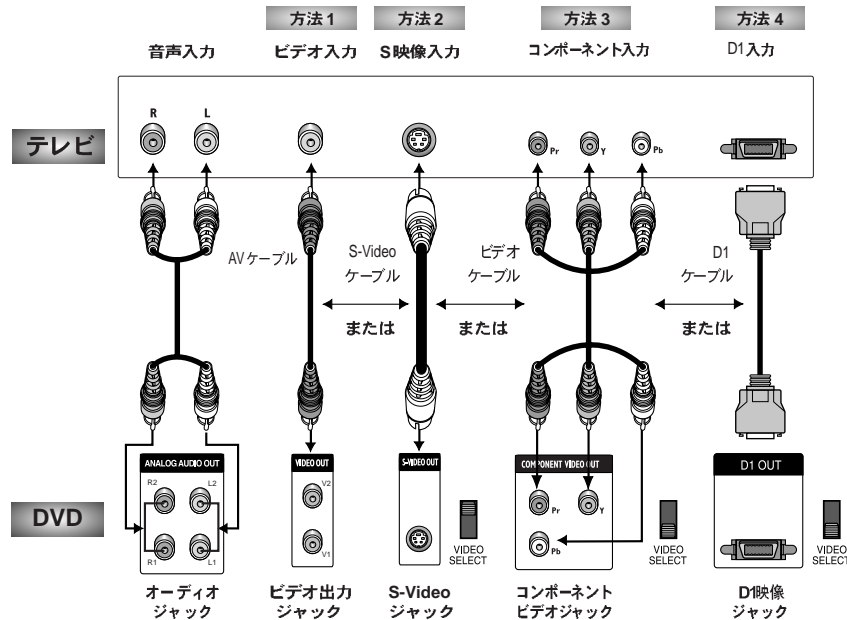 方法 1 方法 2 方法 3 方法 4
音声入力 ビデオ入力 S映像入力 コンポーネント入力 D1入力
R L
テレビ
Pr Y Pb
AVケーブル
S-Video
ケーブル
または
ビデオ
ケーブル
または
D1
ケーブル
または
DVD
ANALOG AUDIO OUT
R2 L2
R1 L1
オーディオ
ジャック
VIDEO OUT
V2
V1
ビデオ出力
ジャック
S-VIDEO OUT
S-Video
ジャック
VIDEO
SELECT
COMPONENT VIDEO OUT
Pr Y
Pb
コンポーネント
ビデオジャック
VIDEO
SELECT
D1 OUT
D1映像
ジャック
VIDEO
SELECT